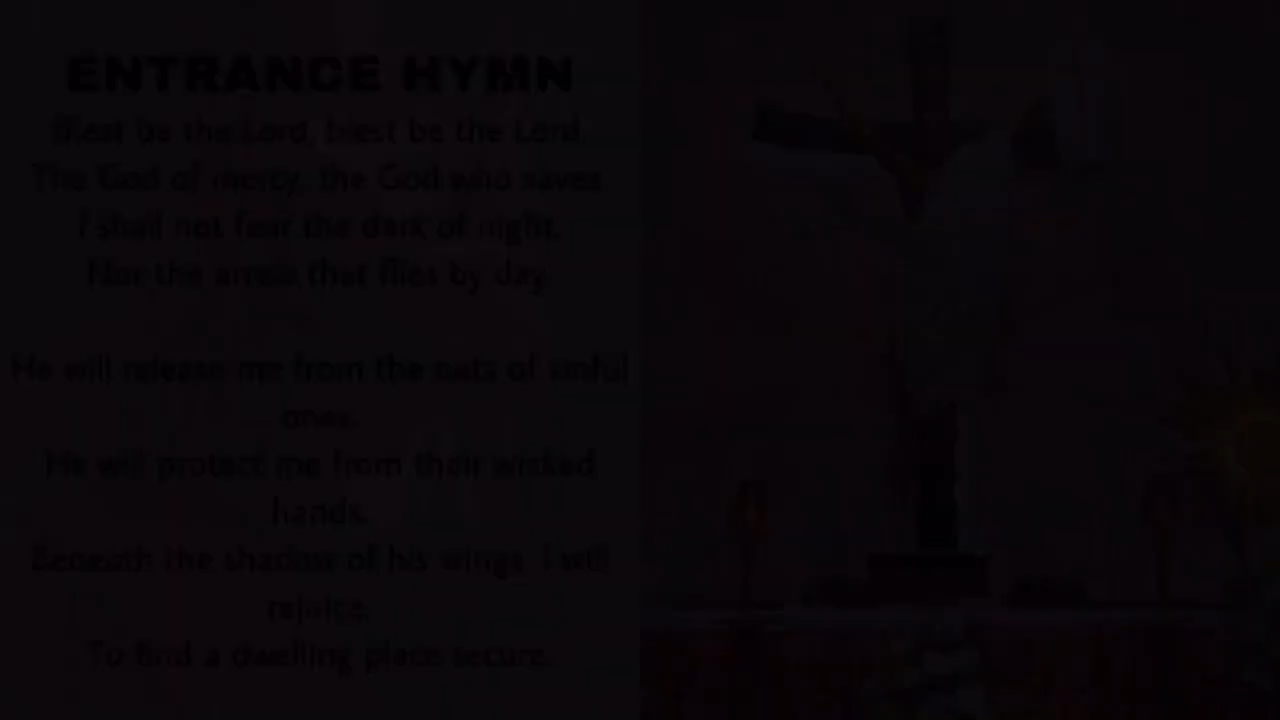 ENTRANCE HYMN
Blest be the Lord, blest be the Lord,
The God of mercy, the God who saves.
I shall not fear the dark of night,
Nor the arrow that flies by day.
He will release me from the nets of sinful
ones.
He will protect me from their wicked
hands.
Beneath the shadow of his wings, I will
rejoice.
To find a dwelling place secure.